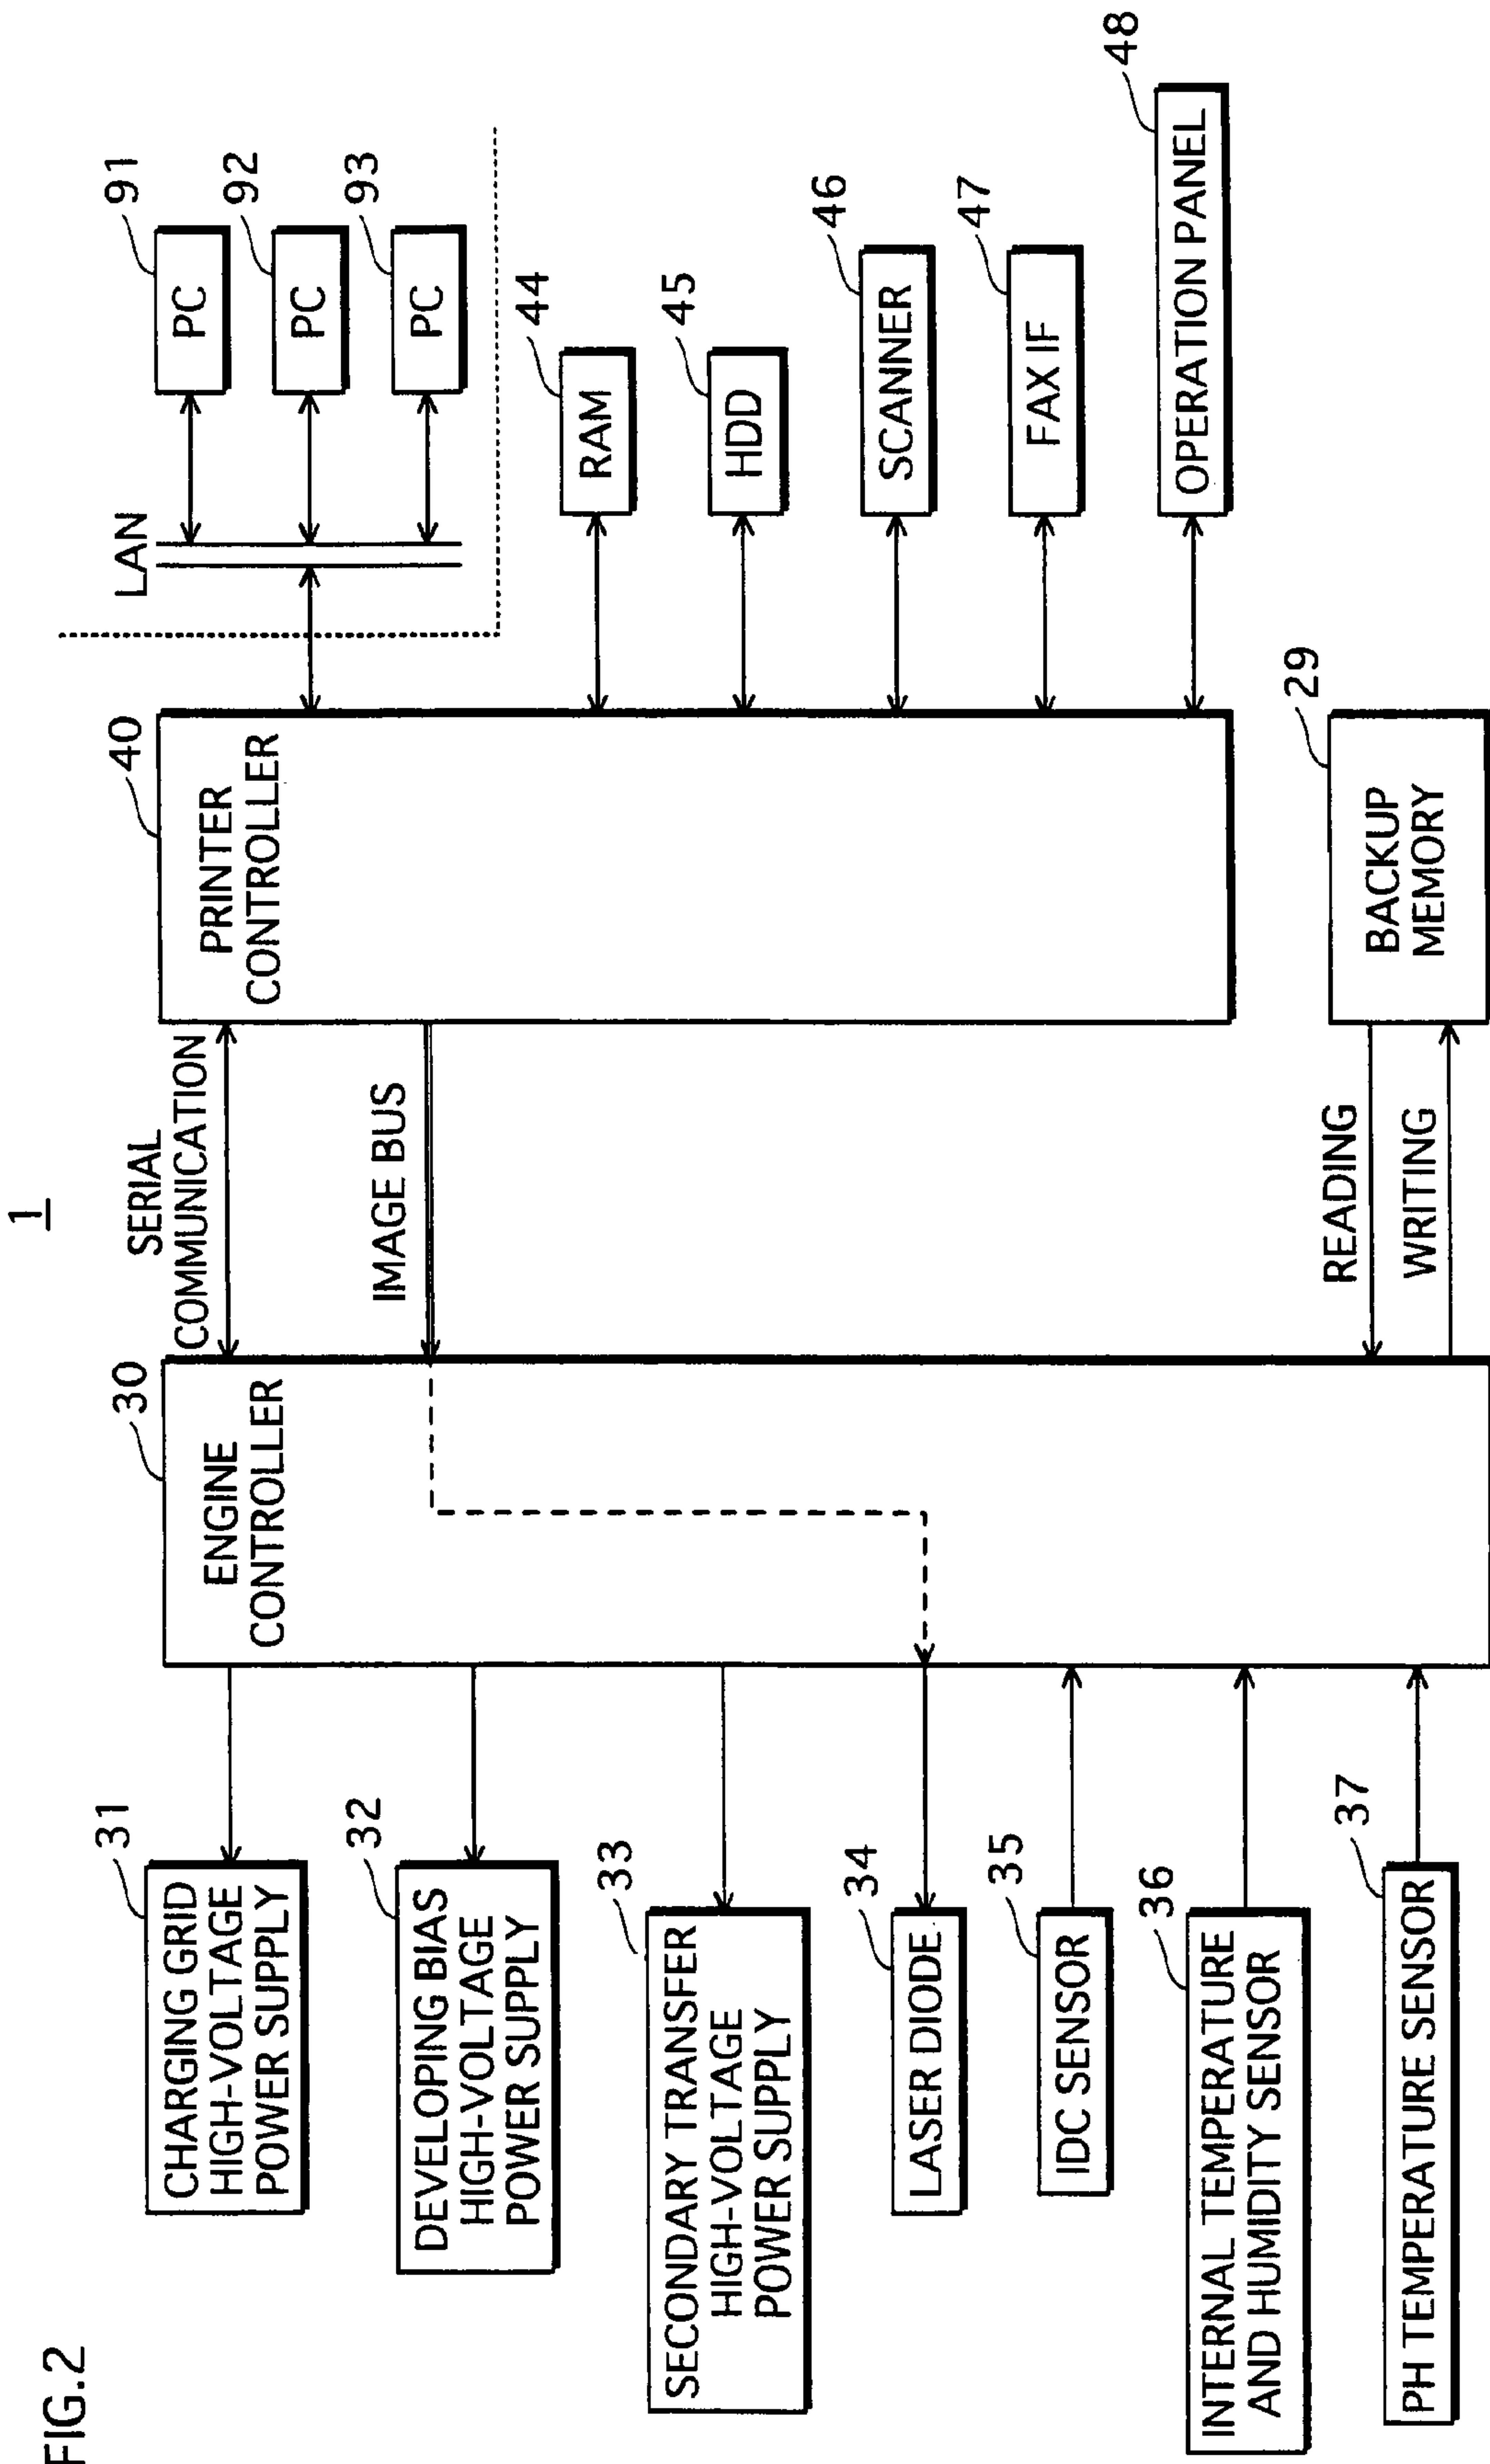 FIG.2
1
31
CHARGING GRID
HIGH-VOLTAGE
POWER SUPPLY
32
DEVELOPING BIAS
HIGH-VOLTAGE
POWER SUPPLY
33
SECONDARY TRANSFER
HIGH-VOLTAGE
POWER SUPPLY
34
LASER DIODE
35
IDC SENSOR
36
INTERNAL TEMPERATURE
AND HUMIDITY SENSOR
37
PH TEMPERATURE SENSOR
30
ENGINE
CONTROLLER
SERIAL
COMMUNICATION
IMAGE BUS
READING
WRITING
40
PRINTER
CONTROLLER
29
BACKUP
MEMORY
LAN
91
PC
92
PC
93
PC
44
RAM
45
HDD
46
SCANNER
47
FAX IF
48
OPERATION PANEL